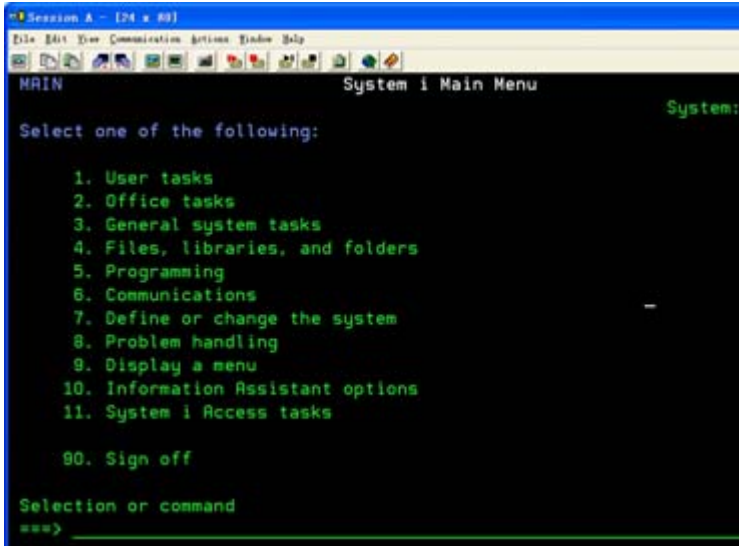 Session A - [24 x 80]
File Edit View Communication Actions Window Help
MAIN System i Main Menu
System:
Select one of the following:
1. User tasks
2. Office tasks
3. General system tasks
4. Files, libraries, and folders
5. Programming
6. Communications
7. Define or change the system
8. Problem handling
9. Display a menu
10. Information Assistant options
11. System i Access tasks
90. Sign off
Selection or command
===>